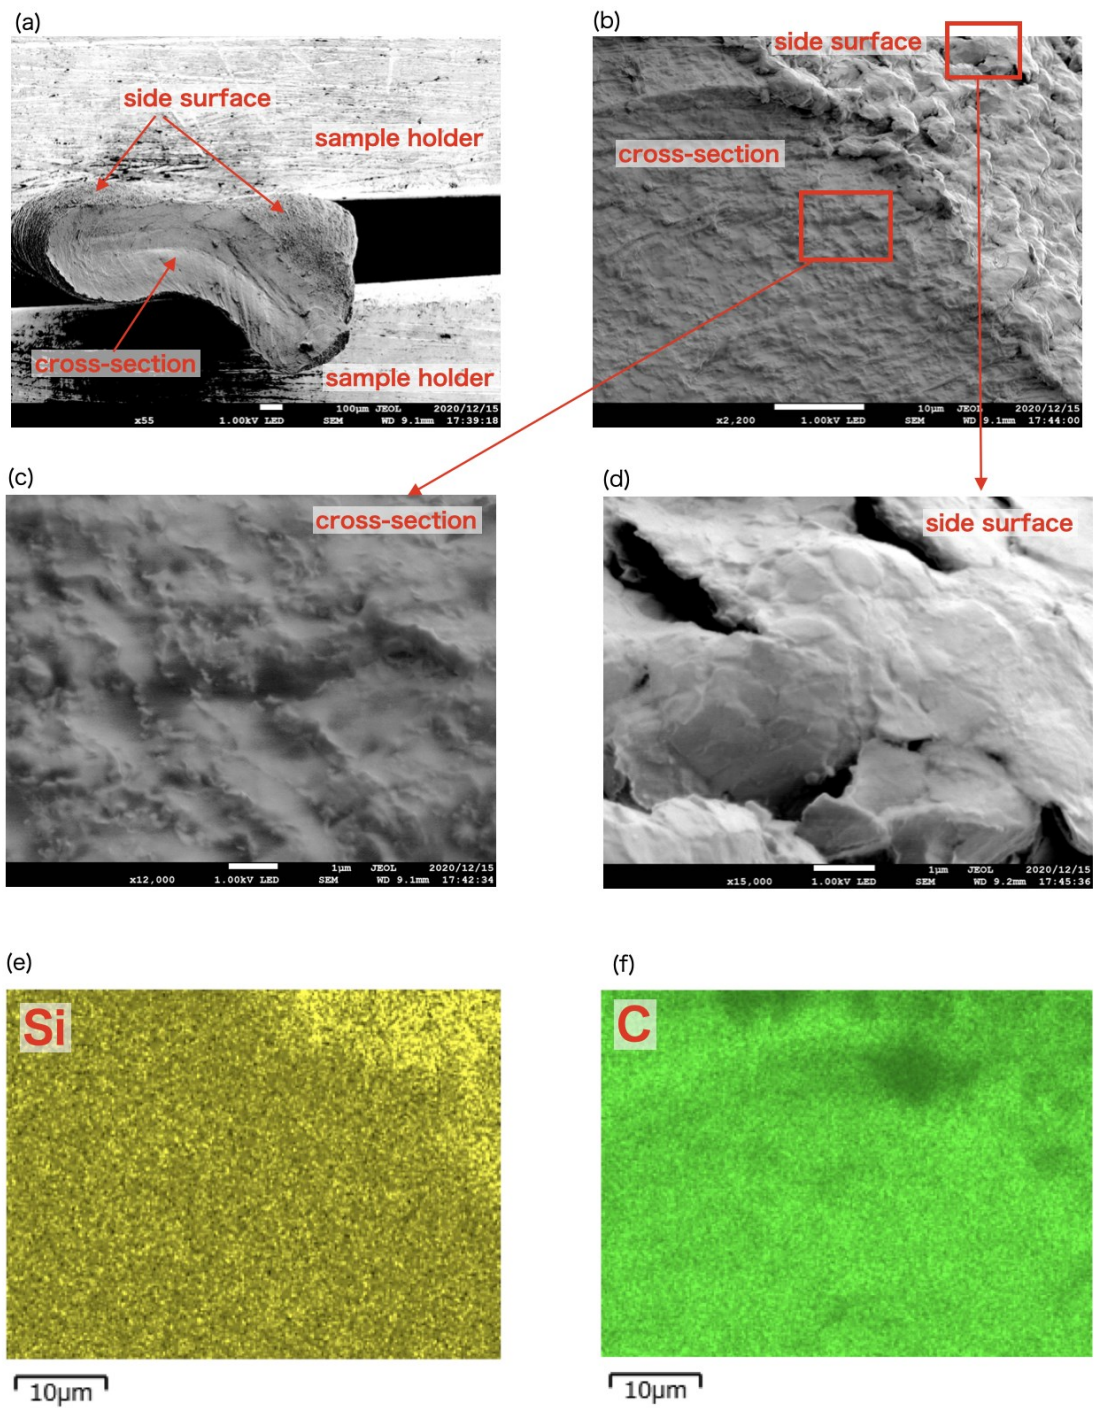 (a)
side surface
sample holder
cross-section
sample holder
100µm JEOL 2020/12/15
x55 1.00kV LED SEM WD 9.1mm 17:39:18
(b)
side surface
cross-section
10µm JEOL 2020/12/15
x2,200 1.00kV LED SEM WD 9.1mm 17:44:00
(c)
cross-section
1µm JEOL 2020/12/15
x12,000 1.00kV LED SEM WD 9.1mm 17:42:34
(d)
side surface
1µm JEOL 2020/12/15
x15,000 1.00kV LED SEM WD 9.2mm 17:45:36
(e)
Si
10µm
(f)
C
10µm